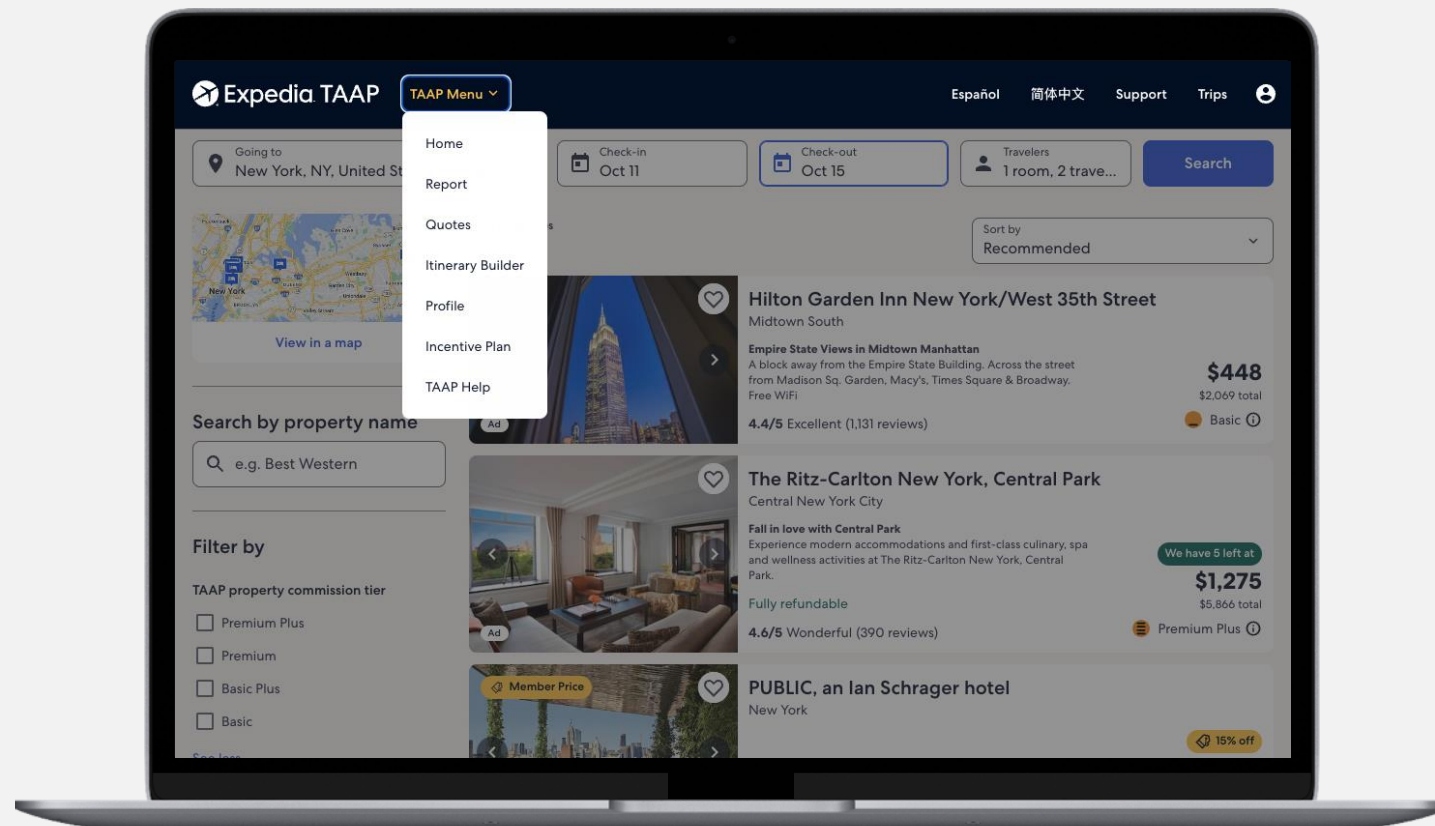 Expedia TAAP
TAAP Menu
Español
简体中文
Support
Trips
Home
Report
Quotes
Itinerary Builder
Profile
Incentive Plan
TAAP Help
Going to
New York, NY, United St
Check-in
Oct 11
Check-out
Oct 15
Travelers
1 room, 2 trave...
Search
New York
View in a map
Search by property name
e.g. Best Western
Filter by
TAAP property commission tier
Premium Plus
Premium
Basic Plus
Basic
See less
Sort by
Recommended
Ad
Hilton Garden Inn New York/West 35th Street
Midtown South
Empire State Views in Midtown Manhattan
A block away from the Empire State Building. Across the street
from Madison Sq. Garden, Macy's, Times Square & Broadway.
Free WiFi
4.4/5 Excellent (1,131 reviews)
$448
$2,069 total
Basic
Ad
The Ritz-Carlton New York, Central Park
Central New York City
Fall in love with Central Park
Experience modern accommodations and first-class culinary, spa
and wellness activities at The Ritz-Carlton New York, Central
Park.
Fully refundable
4.6/5 Wonderful (390 reviews)
We have 5 left at
$1,275
$5,866 total
Premium Plus
Member Price
PUBLIC, an Ian Schrager hotel
New York
15% off